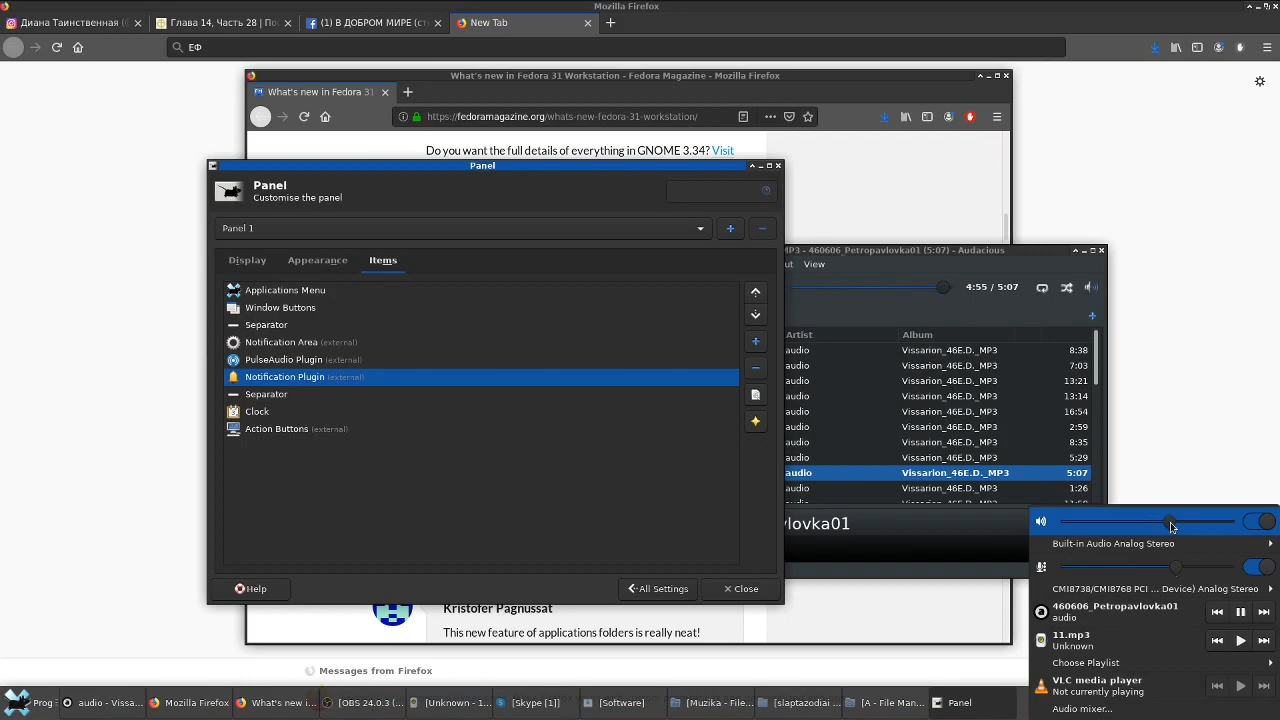 Mozilla Firefox
Диана Таинственная
Глава 14, Часть 28 | По
(1) В ДОБРОМ МИРЕ (ст
New Tab
ЕФ
What's new in Fedora 31 Workstation - Fedora Magazine - Mozilla Firefox
What's new in Fedora 31
https://fedoramagazine.org/whats-new-fedora-31-workstation/
Do you want the full details of everything in GNOME 3.34? Visit
Panel
Panel
Customise the panel
Panel 1
Display
Appearance
Items
Applications Menu
Window Buttons
Separator
Notification Area (external)
PulseAudio Plugin (external)
Notification Plugin (external)
Separator
Clock
Action Buttons (external)
Help
All Settings
Close
MP3 - 460606_Petropavlovka01 (5:07) - Audacious
ut View
4:55 / 5:07
Artist Album
audio Vissarion_46E.D._MP3 8:38
audio Vissarion_46E.D._MP3 7:03
audio Vissarion_46E.D._MP3 13:21
audio Vissarion_46E.D._MP3 13:14
audio Vissarion_46E.D._MP3 16:54
audio Vissarion_46E.D._MP3 2:59
audio Vissarion_46E.D._MP3 8:35
audio Vissarion_46E.D._MP3 5:29
audio Vissarion_46E.D._MP3 5:07
audio Vissarion_46E.D._MP3 1:26
vlovka01
Kristofer Pagnussat
This new feature of applications folders is really neat!
Messages from Firefox
Built-in Audio Analog Stereo
CMI8738/CMI8768 PCI ... Device) Analog Stereo
460606_Petropavlovka01
audio
11.mp3
Unknown
Choose Playlist
VLC media player
Not currently playing
Audio mixer...
Prog
audio - Vissa...
Mozilla Firefox
What's new i...
[OBS 24.0.3 (...
[Unknown - 1...
[Skype [1]]
[Software]
[Muzika - File...
[slaptazodiai ...
[A - File Man...
Panel